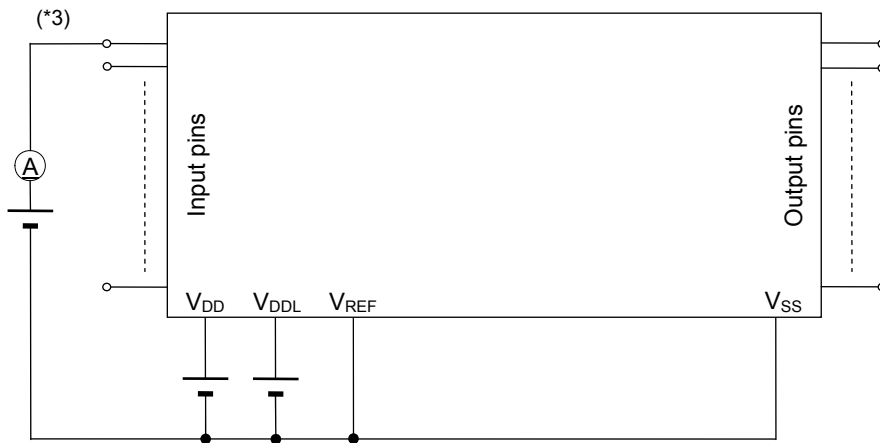 (*3)
A
Input pins
Output pins
VDD VDDL VREF VSS